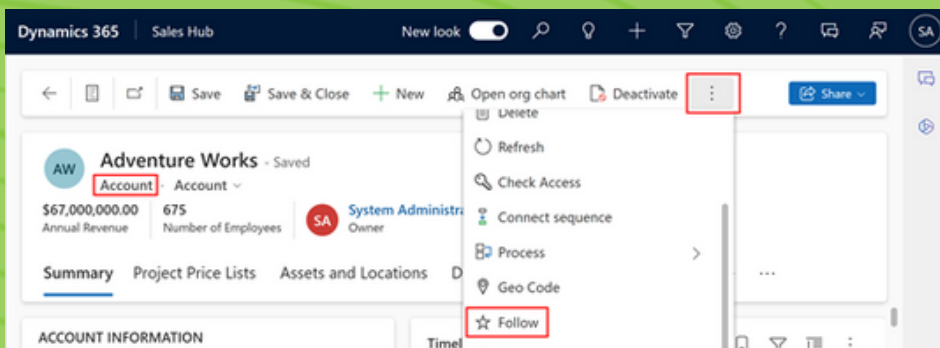 Dynamics 365 Sales Hub New look SA
Save Save & Close New Open org chart Deactivate Share
Delete
AW Adventure Works - Saved
Refresh
Account · Account
Check Access
$67,000,000.00 675 SA System Administra
Annual Revenue Number of Employees Owner
Connect sequence
Process
Summary Project Price Lists Assets and Locations D ...
Geo Code
Follow
ACCOUNT INFORMATION Timel